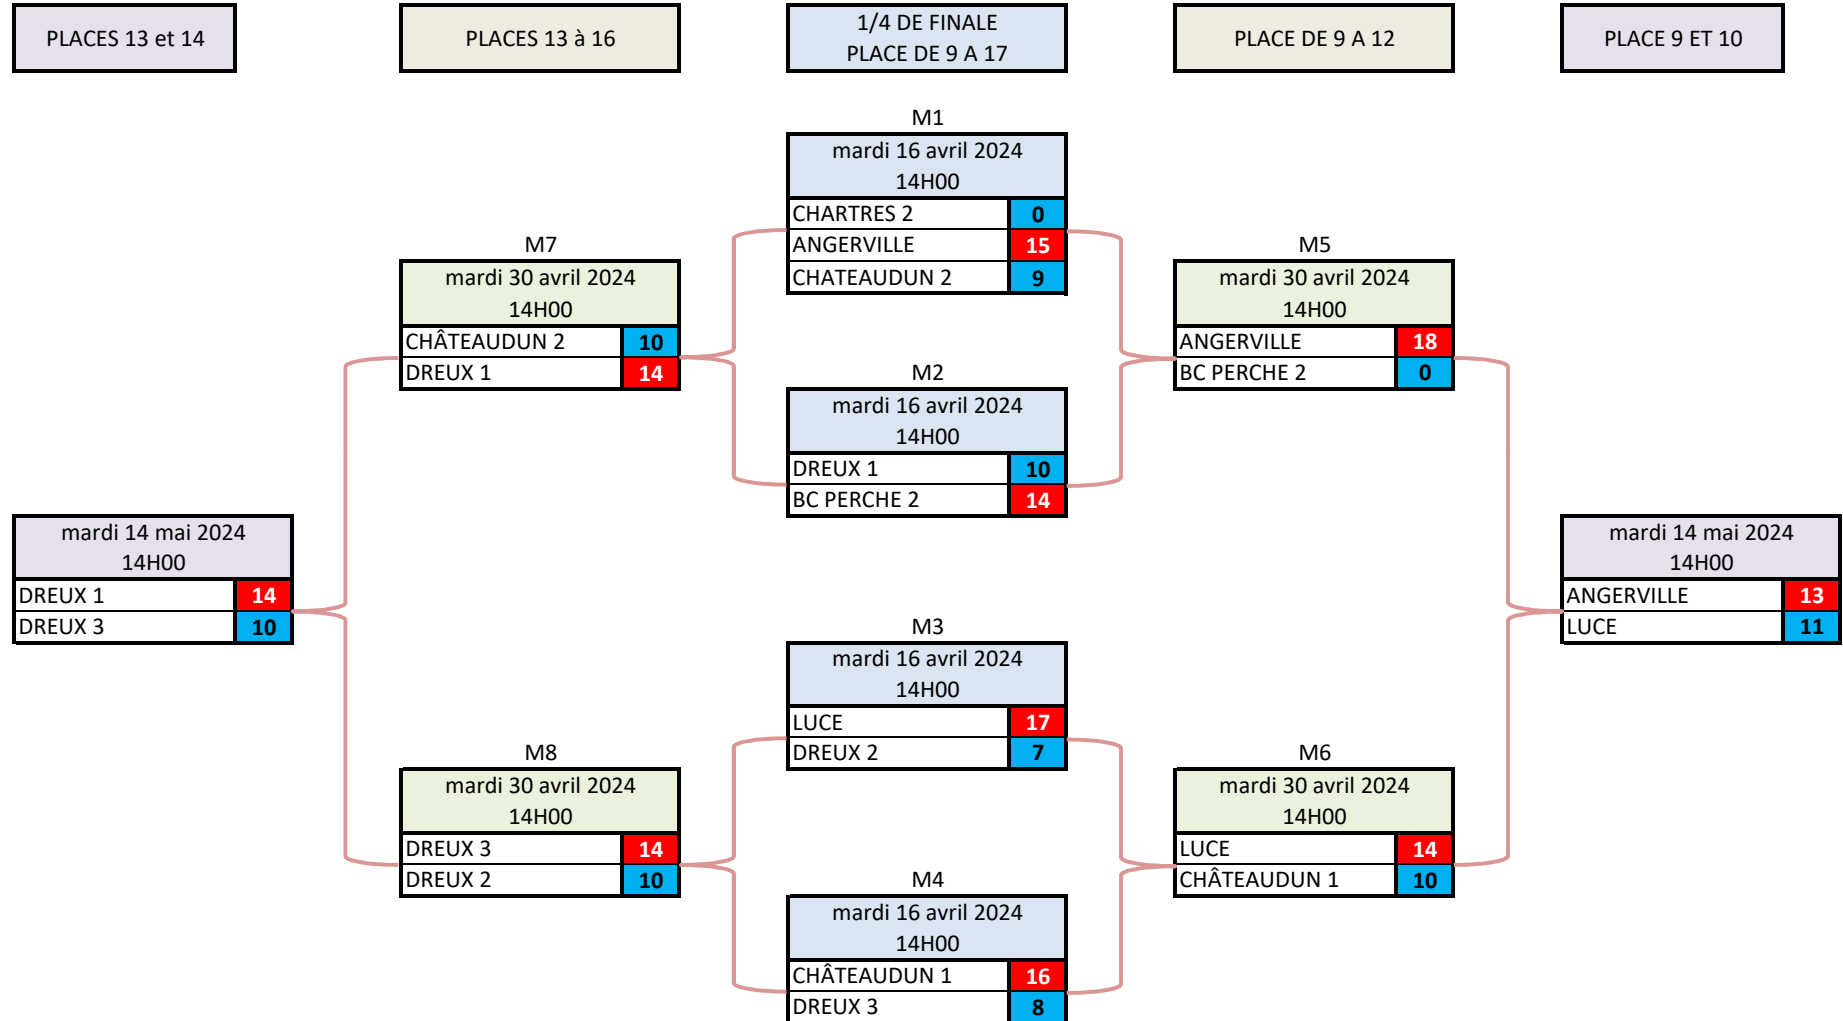 PLACES 13 et 14
PLACES 13 à 16
1/4 DE FINALE
PLACE DE 9 A 17
PLACE DE 9 A 12
PLACE 9 ET 10
M1
mardi 16 avril 2024
14H00
CHARTRES 2 0
ANGERVILLE 15
CHATEAUDUN 2 9
M7
mardi 30 avril 2024
14H00
CHÂTEAUDUN 2 10
DREUX 1 14
M5
mardi 30 avril 2024
14H00
ANGERVILLE 18
BC PERCHE 2 0
M2
mardi 16 avril 2024
14H00
DREUX 1 10
BC PERCHE 2 14
mardi 14 mai 2024
14H00
DREUX 1 14
DREUX 3 10
mardi 14 mai 2024
14H00
ANGERVILLE 13
LUCE 11
M3
mardi 16 avril 2024
14H00
LUCE 17
DREUX 2 7
M8
mardi 30 avril 2024
14H00
DREUX 3 14
DREUX 2 10
M6
mardi 30 avril 2024
14H00
LUCE 14
CHÂTEAUDUN 1 10
M4
mardi 16 avril 2024
14H00
CHÂTEAUDUN 1 16
DREUX 3 8